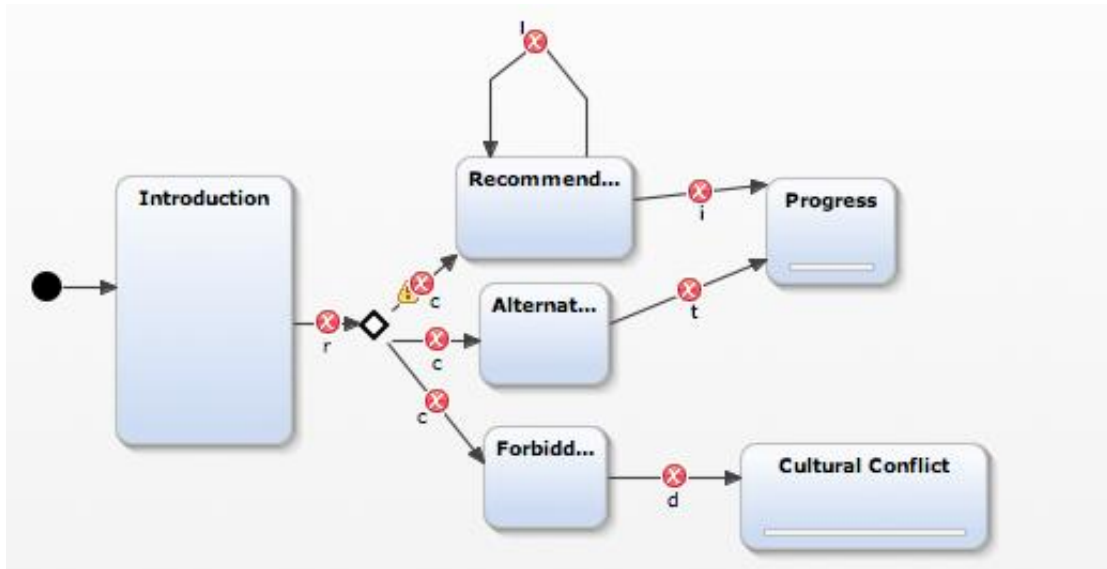 l
Recommend...
Introduction
i
Progress
c
Alternat...
t
r
c
c
Forbidd...
Cultural Conflict
d